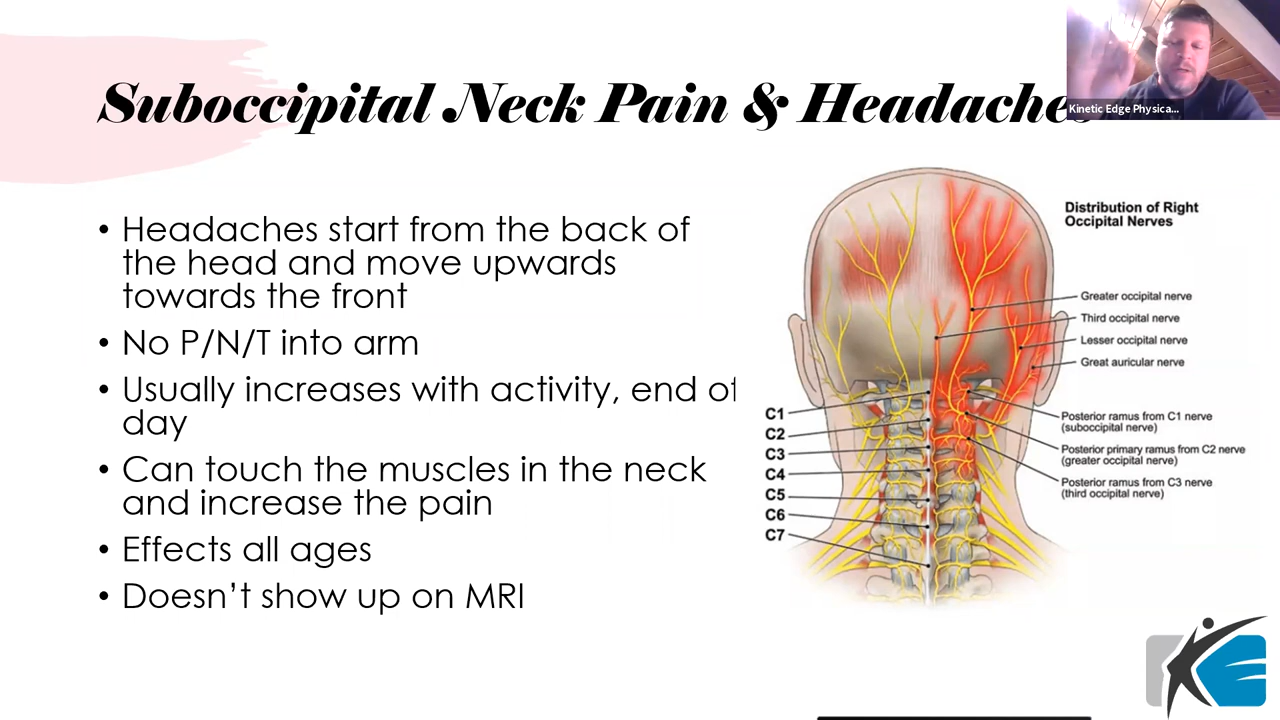 Suboccipital Neck Pain & Headaches
Kinetic Edge Physica...
• Headaches start from the back of
the head and move upwards
towards the front
• No P/N/T into arm
• Usually increases with activity, end of
day
• Can touch the muscles in the neck
and increase the pain
• Effects all ages
• Doesn't show up on MRI
Distribution of Right
Occipital Nerves
Greater occipital nerve
Third occipital nerve
Lesser occipital nerve
Great auricular nerve
C1
C2
C3
C4
C5
C6
C7
Posterior ramus from C1 nerve
(suboccipital nerve)
Posterior primary ramus from C2 nerve
(greater occipital nerve)
Posterior ramus from C3 nerve
(third occipital nerve)